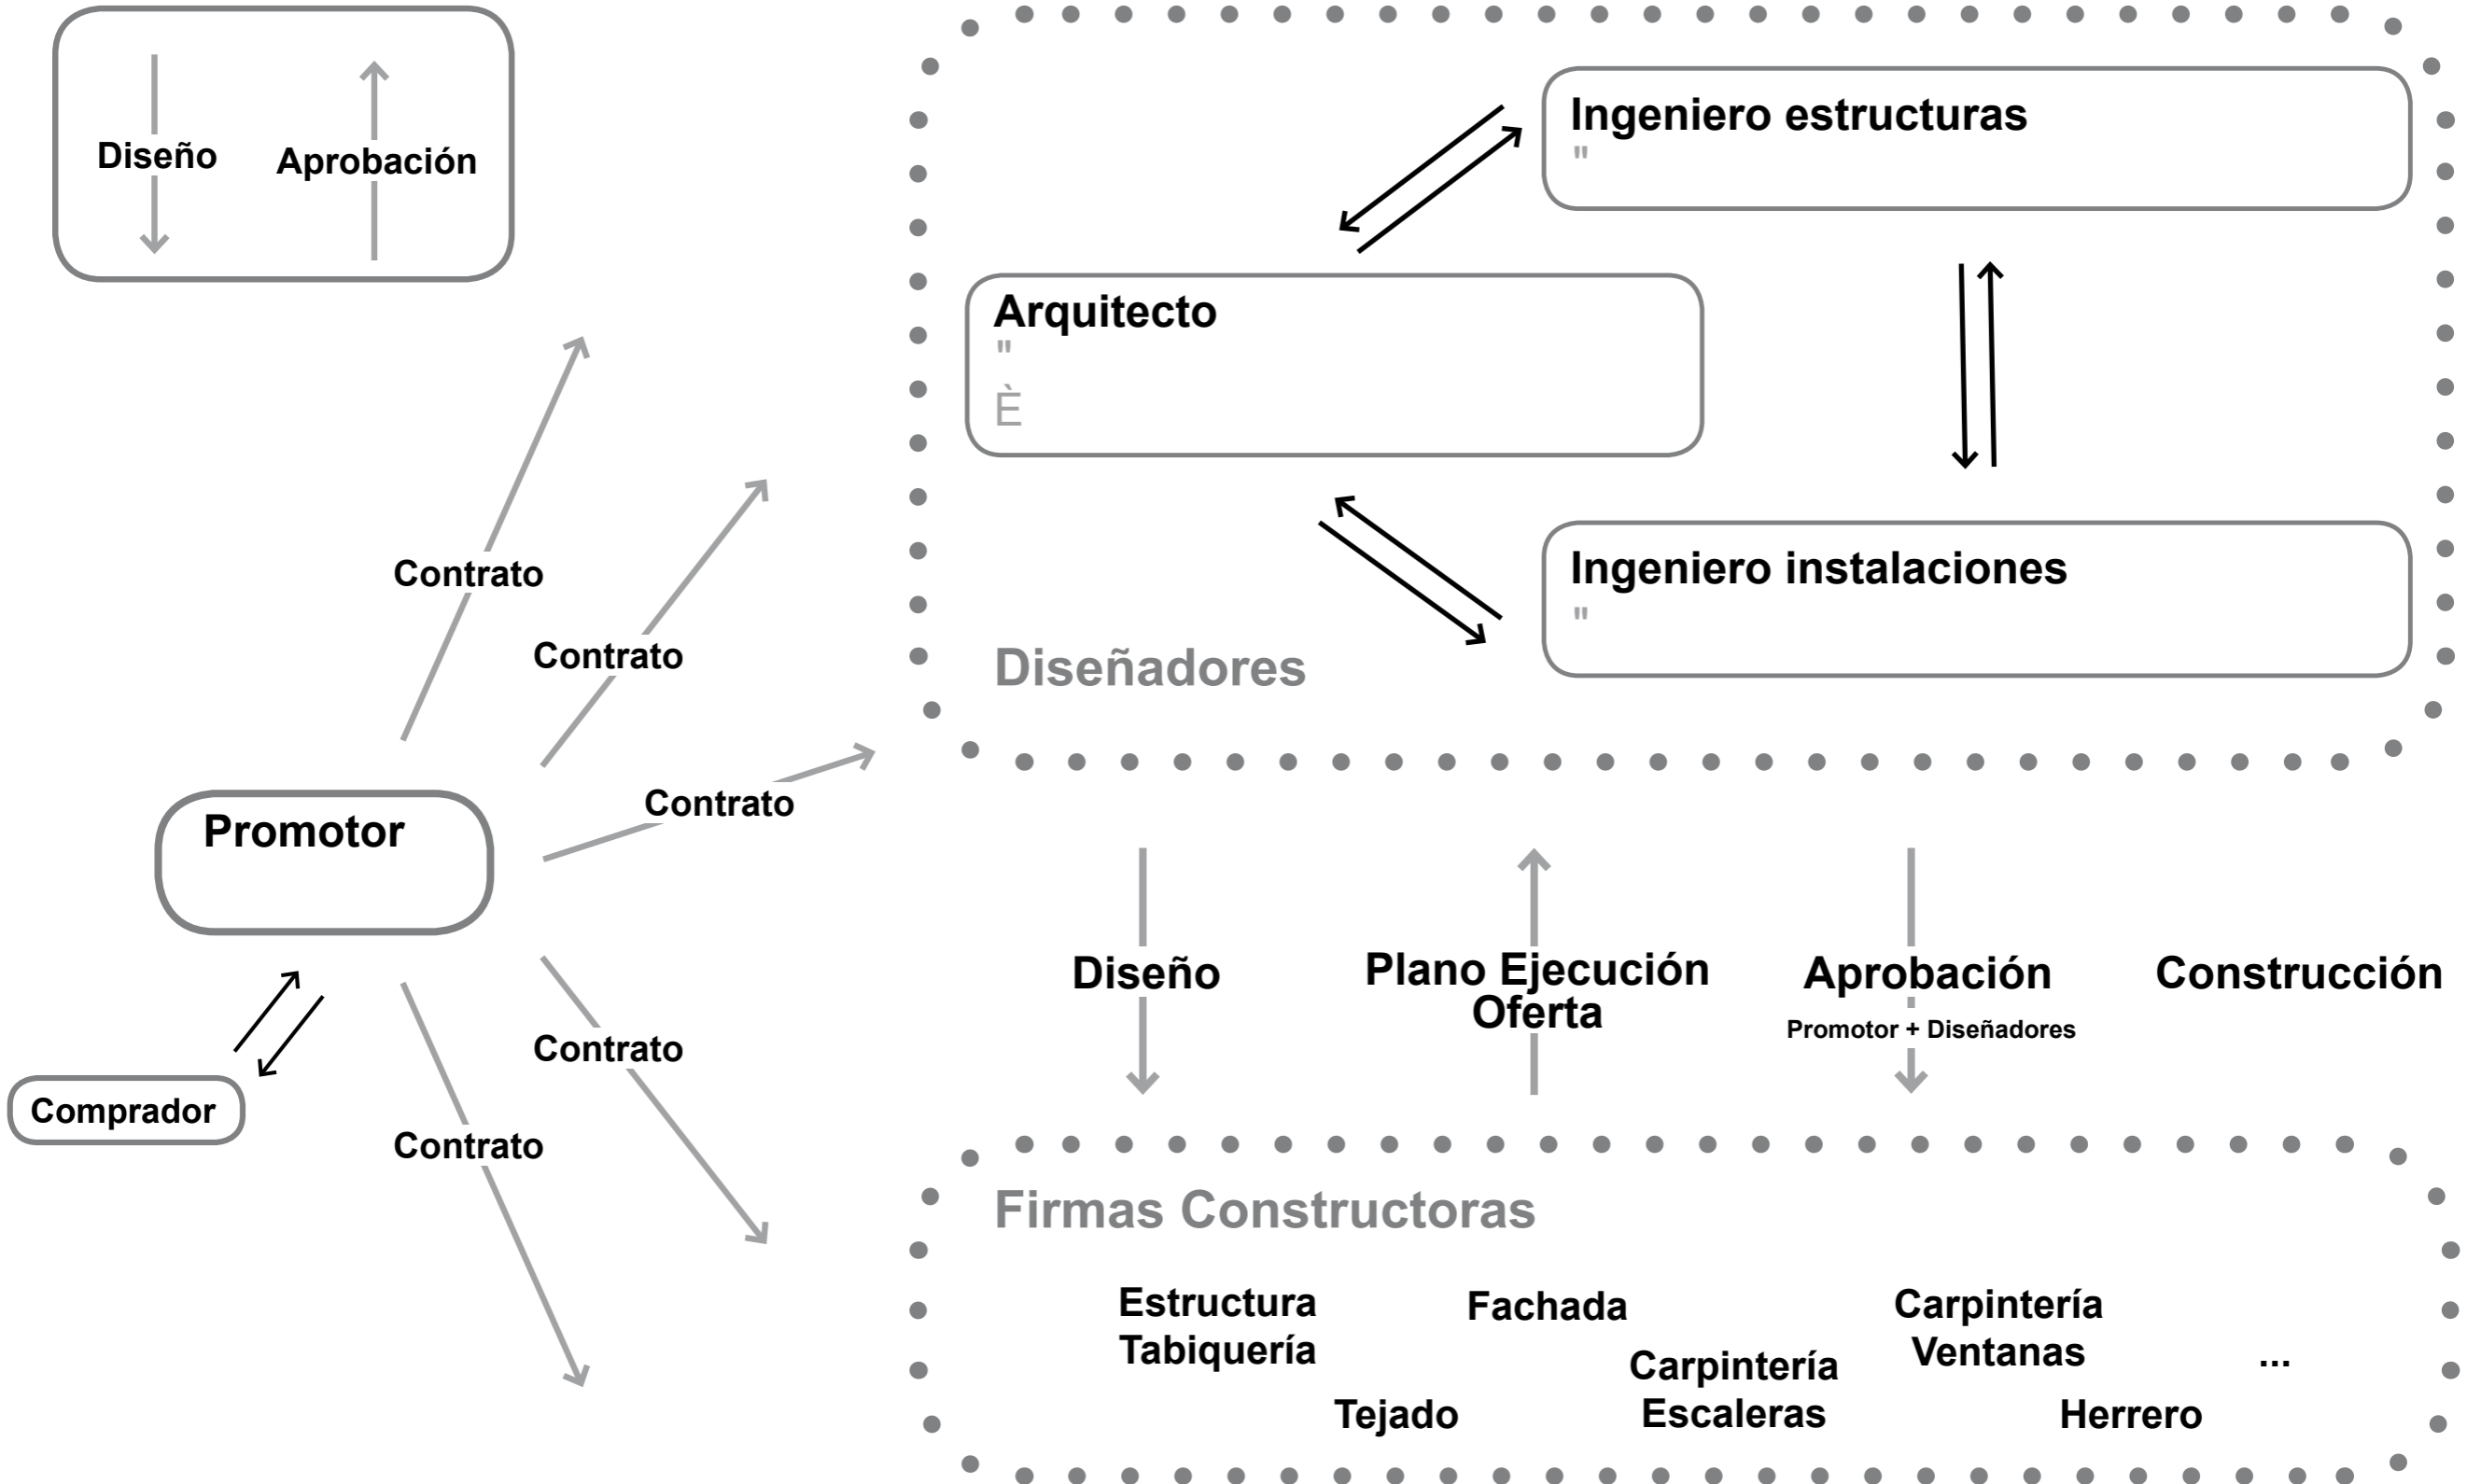 Diseño
Aprobación
Ingeniero estructuras
"
Arquitecto
"
È
Ingeniero instalaciones
"
Diseñadores
Contrato
Contrato
Contrato
Promotor
Comprador
Contrato
Contrato
Diseño
Plano Ejecución
Oferta
Aprobación
Promotor + Diseñadores
Construcción
Firmas Constructoras
Estructura
Tabiquería
Fachada
Tejado
Carpintería
Escaleras
Carpintería
Ventanas
Herrero
...